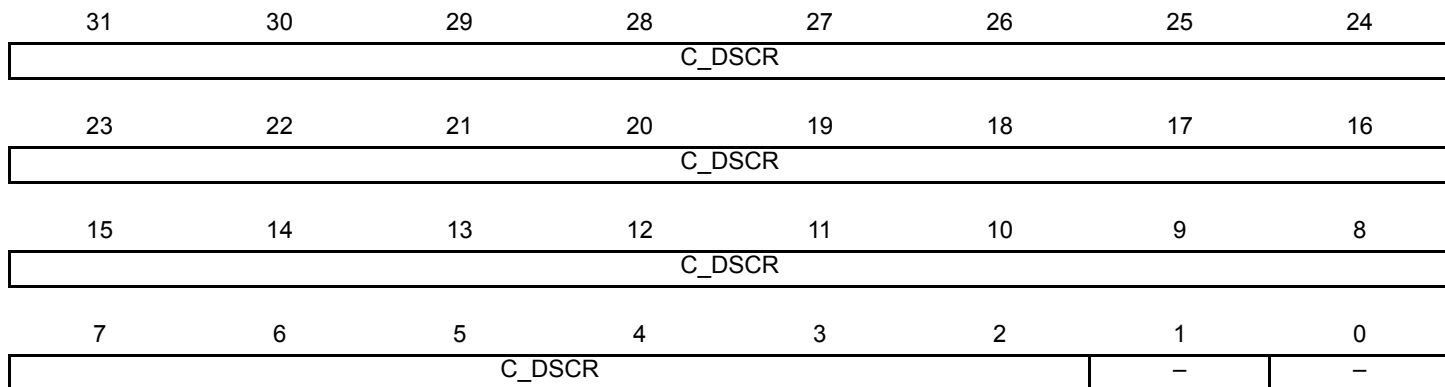 31 30 29 28 27 26 25 24
C_DSCR
23 22 21 20 19 18 17 16
C_DSCR
15 14 13 12 11 10 9 8
C_DSCR
7 6 5 4 3 2 1 0
C_DSCR – –